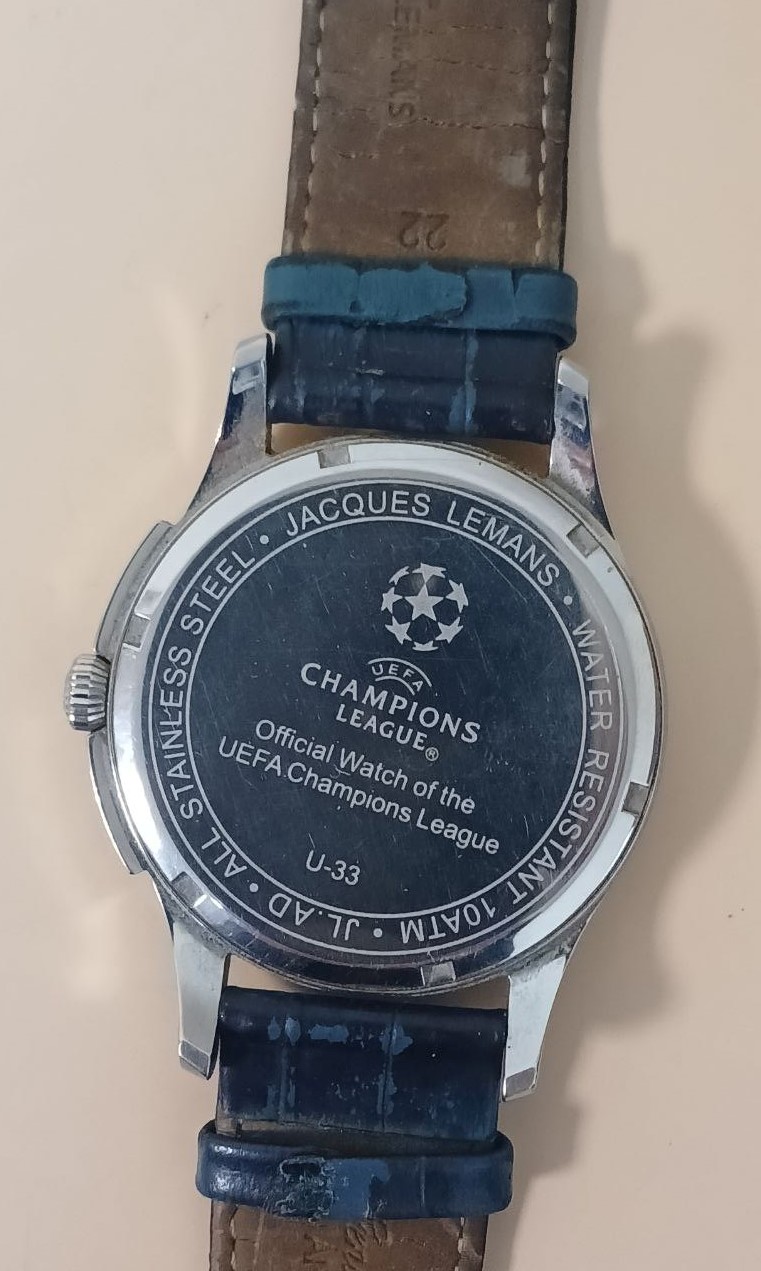 LEMANS
22
JACQUES LEMANS • WATER RESISTANT 10ATM • JL.AD • ALL STAINLESS STEEL •
UEFA
CHAMPIONS
LEAGUE®
Official Watch of the
UEFA Champions League
U-33